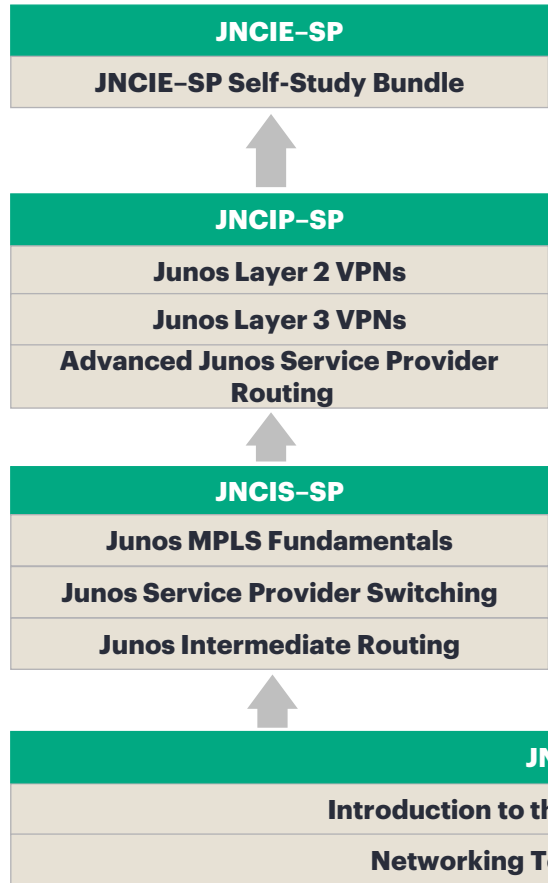 JNCIE–SP
JNCIE–SP Self-Study Bundle
JNCIP–SP
Junos Layer 2 VPNs
Junos Layer 3 VPNs
Advanced Junos Service Provider
Routing
JNCIS–SP
Junos MPLS Fundamentals
Junos Service Provider Switching
Junos Intermediate Routing
Introduction to
Networking